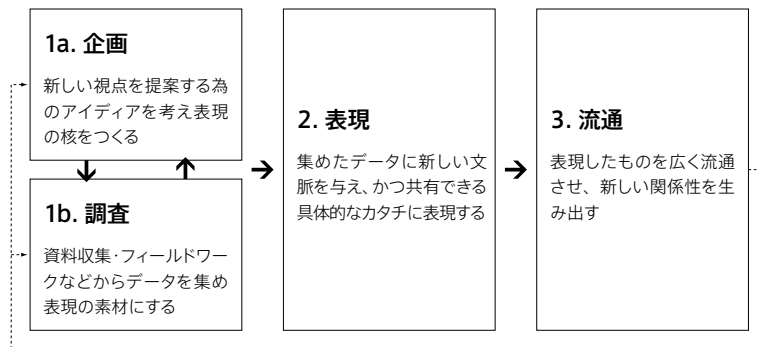 1a. 企画
新しい視点を提案する為
のアイディアを考え表現
の核をつくる
1b. 調査
資料収集・フィールドワー
クなどからデータを集め
表現の素材にする
2. 表現
集めたデータに新しい文
脈を与え、かつ共有できる
具体的なカタチに表現する
3. 流通
表現したものを広く流通
させ、新しい関係性を生
み出す